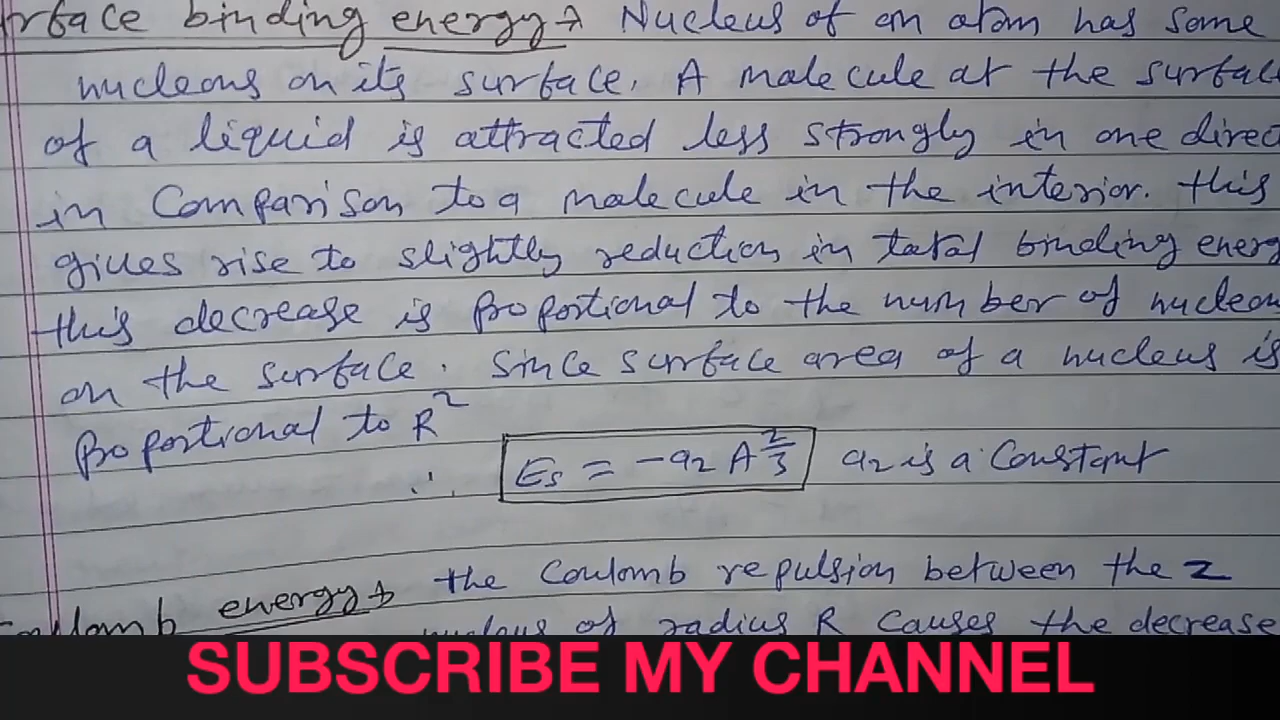 rface binding energy→ Nucleus of an atom has some
nucleons on its surface. A molecule at the surfac
of a liquid is attracted less strongly in one direc
in Comparison to a molecule in the interior. this
gives rise to slightly reduction in total binding energ
this decrease is proportional to the number of nucleon
on the surface. Since surface area of a nucleus is
proportional to R²
∴ Es = -a₂ A^2/3 a₂ is a Constant
Coulomb energy→ the Coulomb repulsion between the Z
nucleus of radius R causes the decrease
SUBSCRIBE MY CHANNEL